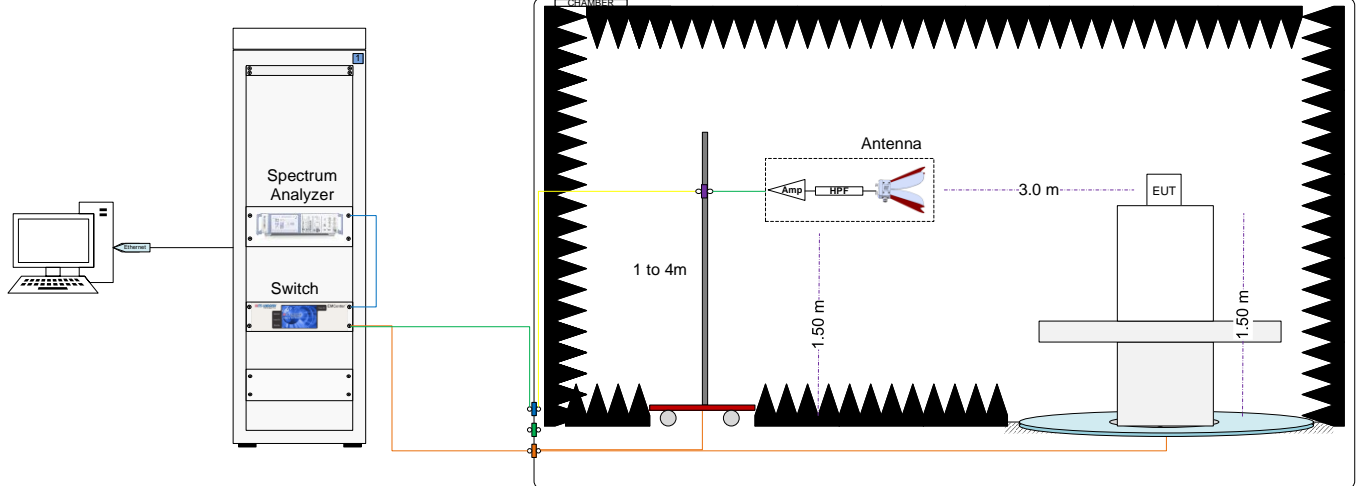 CHAMBER
1
Antenna
Spectrum
Analyzer
Amp
HPF
3.0 m
EUT
Ethernet
1 to 4m
Switch
1.50 m
1.50 m